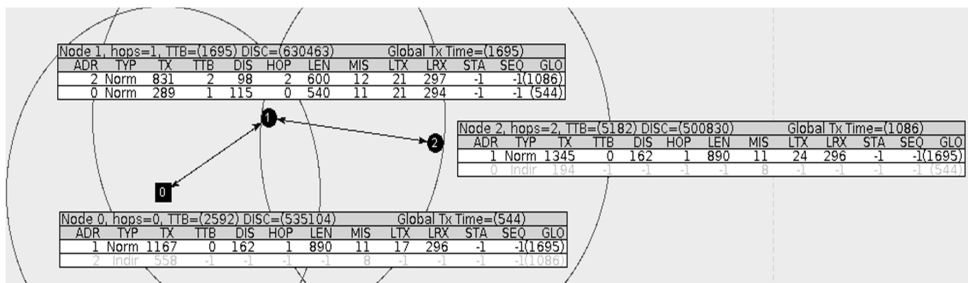 Node 1, hops=1, TTB=(1695) DISC=(630463) Global Tx Time=(1695)
ADR TYP TX TTB DIS HOP LEN MIS LTX LRX STA SEQ GLO
2 Norm 831 2 98 2 600 12 21 297 -1 -1(1086)
0 Norm 289 1 115 0 540 11 21 294 -1 -1 (544)
1
2
Node 2, hops=2, TTB=(5182) DISC=(500830) Global Tx Time=(1086)
ADR TYP TX TTB DIS HOP LEN MIS LTX LRX STA SEQ GLO
1 Norm 1345 0 162 1 890 11 24 296 -1 -1(1695)
0 Indir 194 -1 -1 -1 -1 8 -1 -1 -1 -1 (544)
0
Node 0, hops=0, TTB=(2592) DISC=(535104) Global Tx Time=(544)
ADR TYP TX TTB DIS HOP LEN MIS LTX LRX STA SEQ GLO
1 Norm 1167 0 162 1 890 11 17 296 -1 -1(1695)
2 Indir 558 -1 -1 -1 -1 8 -1 -1 -1 -1(1086)